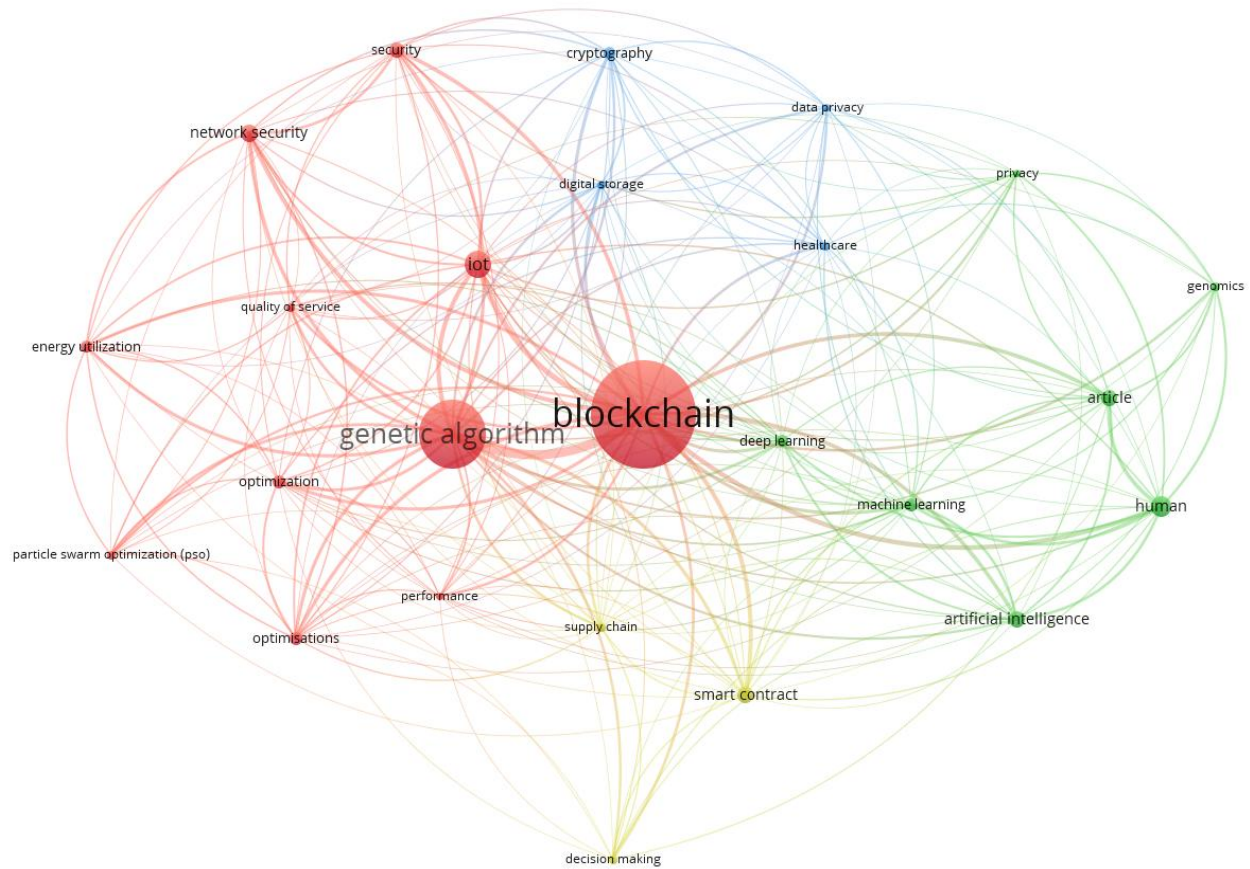 security
cryptography
data privacy
network security
privacy
digital storage
healthcare
iot
genomics
quality of service
energy utilization
article
blockchain
genetic algorithm
deep learning
optimization
machine learning
human
particle swarm optimization (pso)
performance
artificial intelligence
supply chain
optimisations
smart contract
decision making